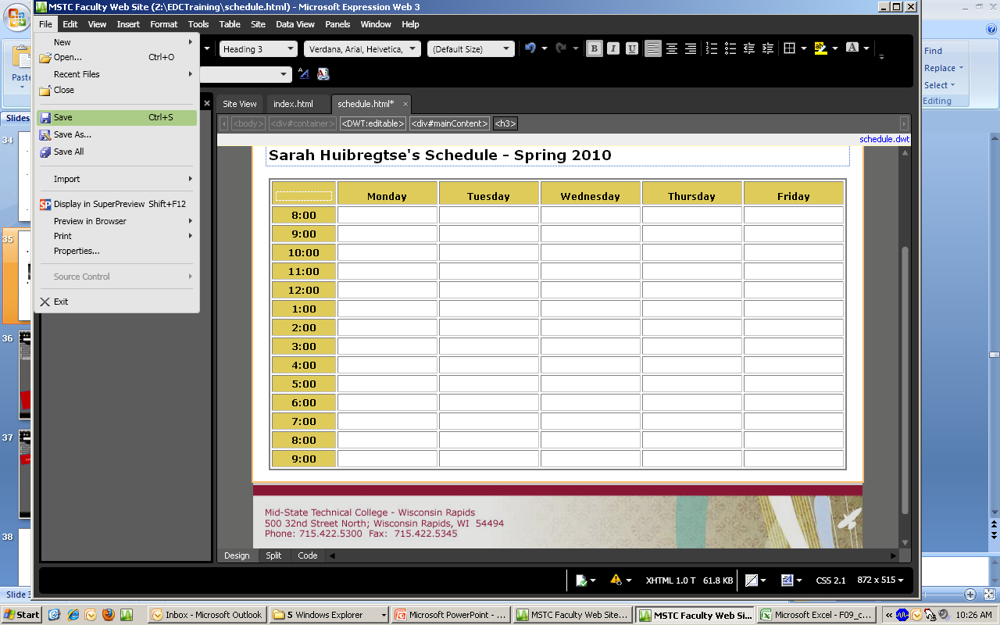 MSTC Faculty Web Site (Z:\EDCTraining\schedule.html) - Microsoft Expression Web 3
File Edit View Insert Format Tools Table Site Data View Panels Window Help
New
Open... Ctrl+O
Recent Files
Close
Save Ctrl+S
Save As...
Save All
Import
Display in SuperPreview Shift+F12
Preview in Browser
Print
Properties...
Source Control
Exit
Heading 3 Verdana, Arial, Helvetica, (Default Size) B I U A
Site View index.html schedule.html* ×
<body> <div#container> <DWT:editable> <div#mainContent> <h3>
schedule.dwt
Sarah Huibregtse's Schedule - Spring 2010
Monday Tuesday Wednesday Thursday Friday
8:00
9:00
10:00
11:00
12:00
1:00
2:00
3:00
4:00
5:00
6:00
7:00
8:00
9:00
Mid-State Technical College - Wisconsin Rapids
500 32nd Street North; Wisconsin Rapids, WI 54494
Phone: 715.422.5300 Fax: 715.422.5345
Design Split Code
XHTML 1.0 T 61.8 KB CSS 2.1 872 x 515
Paste
Slides
34
35
36
37
38
Slide 3
Find
Replace
Select
Editing
Start Inbox - Microsoft Outlook 5 Windows Explorer Microsoft PowerPoint - ... MSTC Faculty Web Site... MSTC Faculty Web Si... Microsoft Excel - F09_c... « 10:26 AM